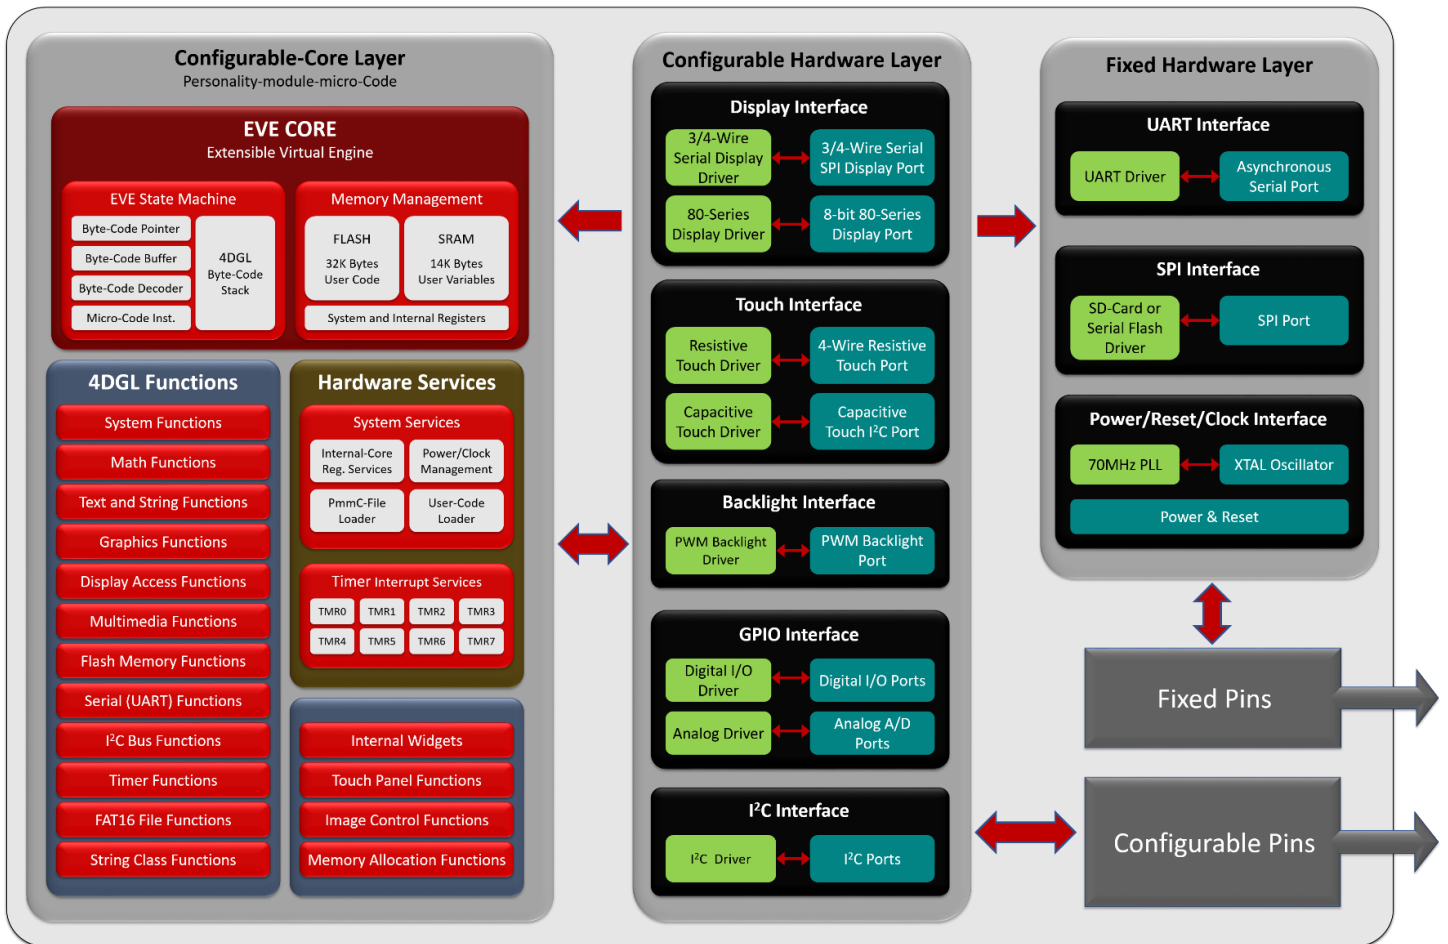 Configurable-Core Layer
Personality-module-micro-Code
EVE CORE
Extensible Virtual Engine
EVE State Machine
Byte-Code Pointer
Byte-Code Buffer
Byte-Code Decoder
Micro-Code Inst.
4DGL
Byte-Code
Stack
Memory Management
FLASH
32K Bytes
User Code
SRAM
14K Bytes
User Variables
System and Internal Registers
4DGL Functions
System Functions
Math Functions
Text and String Functions
Graphics Functions
Display Access Functions
Multimedia Functions
Flash Memory Functions
Serial (UART) Functions
I²C Bus Functions
Timer Functions
FAT16 File Functions
String Class Functions
Hardware Services
System Services
Internal-Core
Reg. Services
Power/Clock
Management
PmmC-File
Loader
User-Code
Loader
Timer Interrupt Services
TMR0
TMR1
TMR2
TMR3
TMR4
TMR5
TMR6
TMR7
Internal Widgets
Touch Panel Functions
Image Control Functions
Memory Allocation Functions
Configurable Hardware Layer
Display Interface
3/4-Wire
Serial Display
Driver
3/4-Wire Serial
SPI Display Port
80-Series
Display Driver
8-bit 80-Series
Display Port
Touch Interface
Resistive
Touch Driver
4-Wire Resistive
Touch Port
Capacitive
Touch Driver
Capacitive
Touch I²C Port
Backlight Interface
PWM Backlight
Driver
PWM Backlight
Port
GPIO Interface
Digital I/O
Driver
Digital I/O Ports
Analog Driver
Analog A/D
Ports
I²C Interface
I²C Driver
I²C Ports
Fixed Hardware Layer
UART Interface
UART Driver
Asynchronous
Serial Port
SPI Interface
SD-Card or
Serial Flash
Driver
SPI Port
Power/Reset/Clock Interface
70MHz PLL
XTAL Oscillator
Power & Reset
Fixed Pins
Configurable Pins